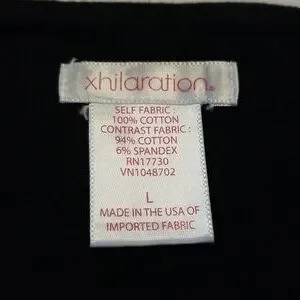 xhilaration®
SELF FABRIC:
100% COTTON
CONTRAST FABRIC:
94% COTTON
6% SPANDEX
RN17730
VN1048702
L
MADE IN THE USA OF
IMPORTED FABRIC